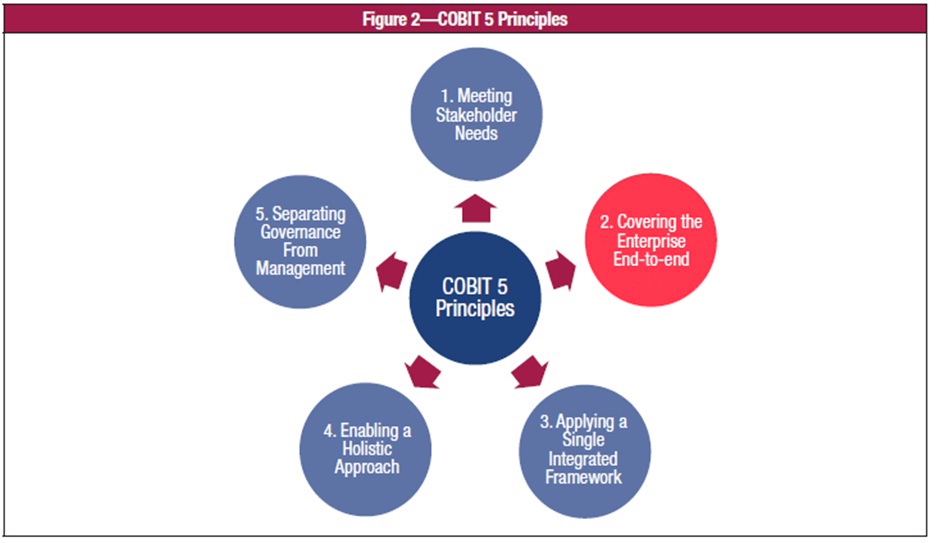 Figure 2—COBIT 5 Principles
1. Meeting
Stakeholder
Needs
2. Covering the
Enterprise
End-to-end
3. Applying a
Single
Integrated
Framework
4. Enabling a
Holistic
Approach
5. Separating
Governance
From
Management
COBIT 5
Principles